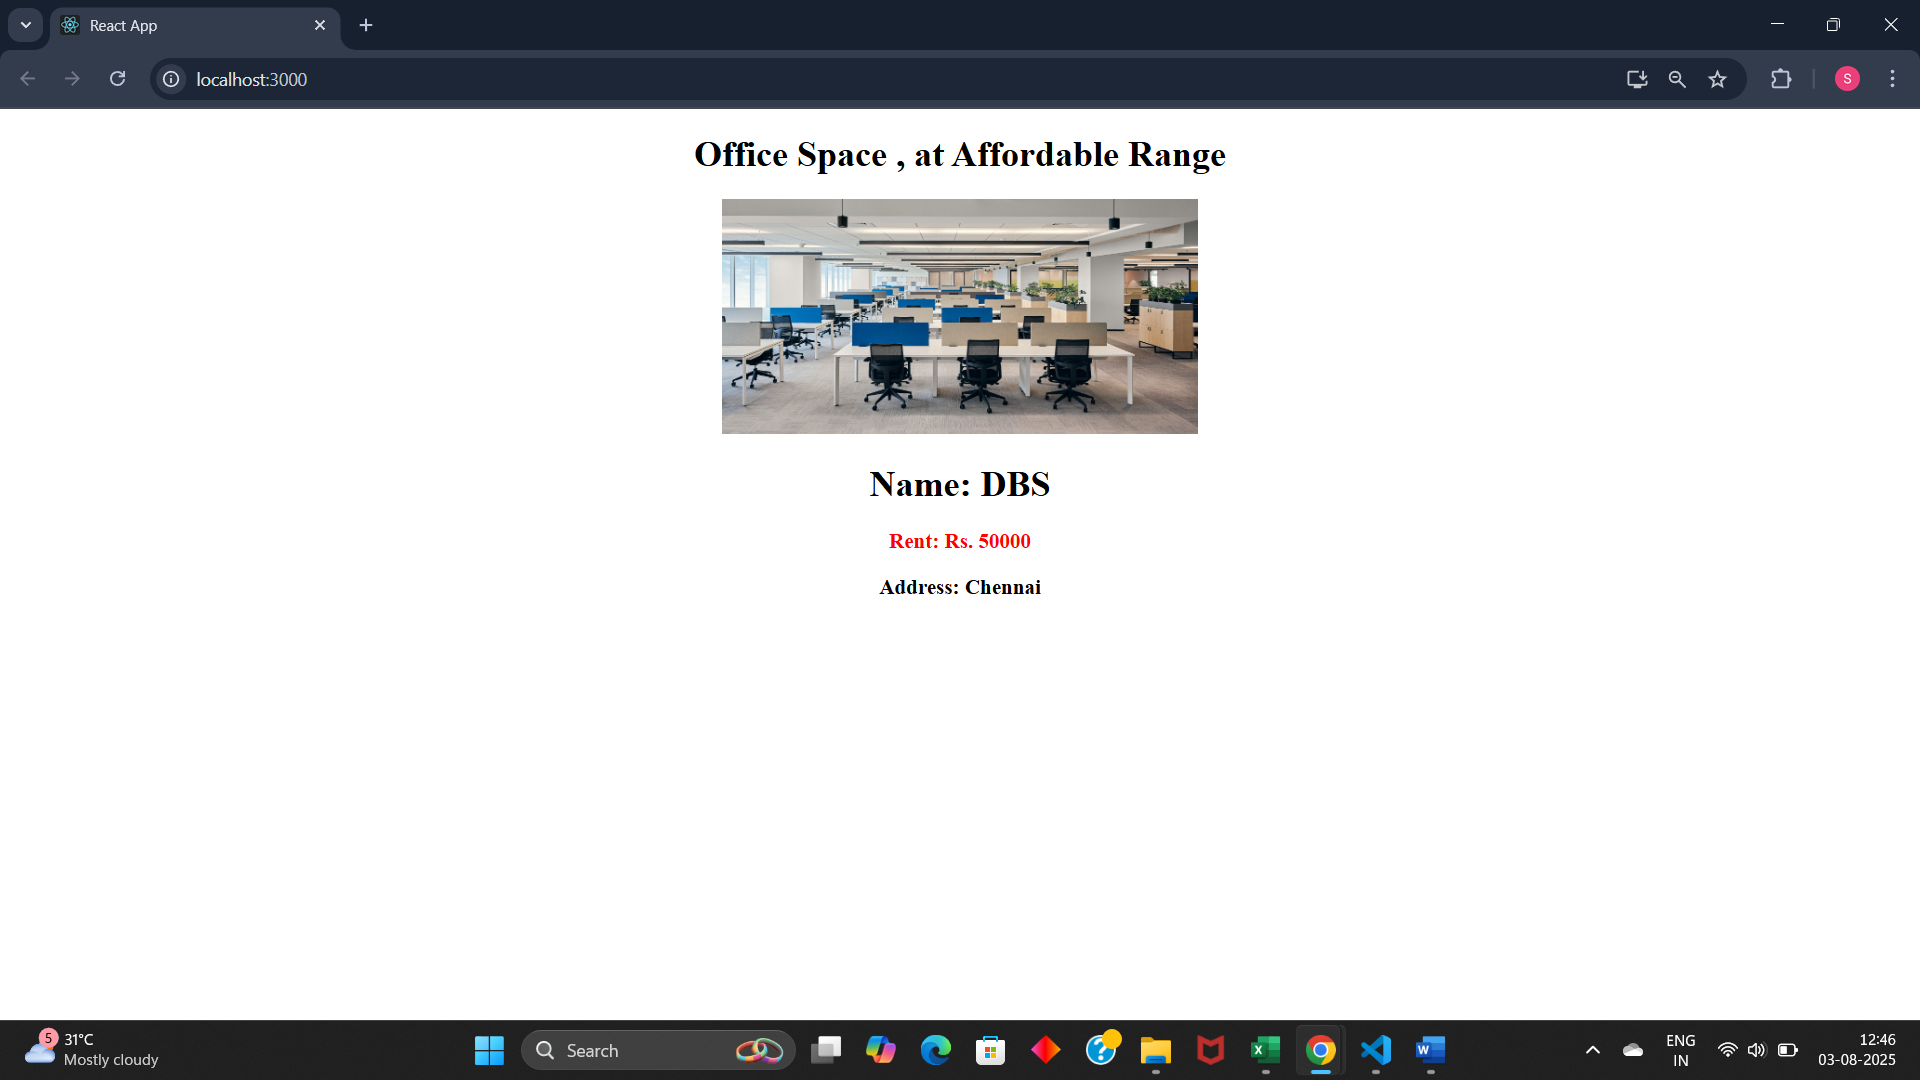 React App
localhost:3000
S
Office Space , at Affordable Range
Name: DBS
Rent: Rs. 50000
Address: Chennai
5
31°C
Mostly cloudy
Search
ENG
IN
12:46
03-08-2025